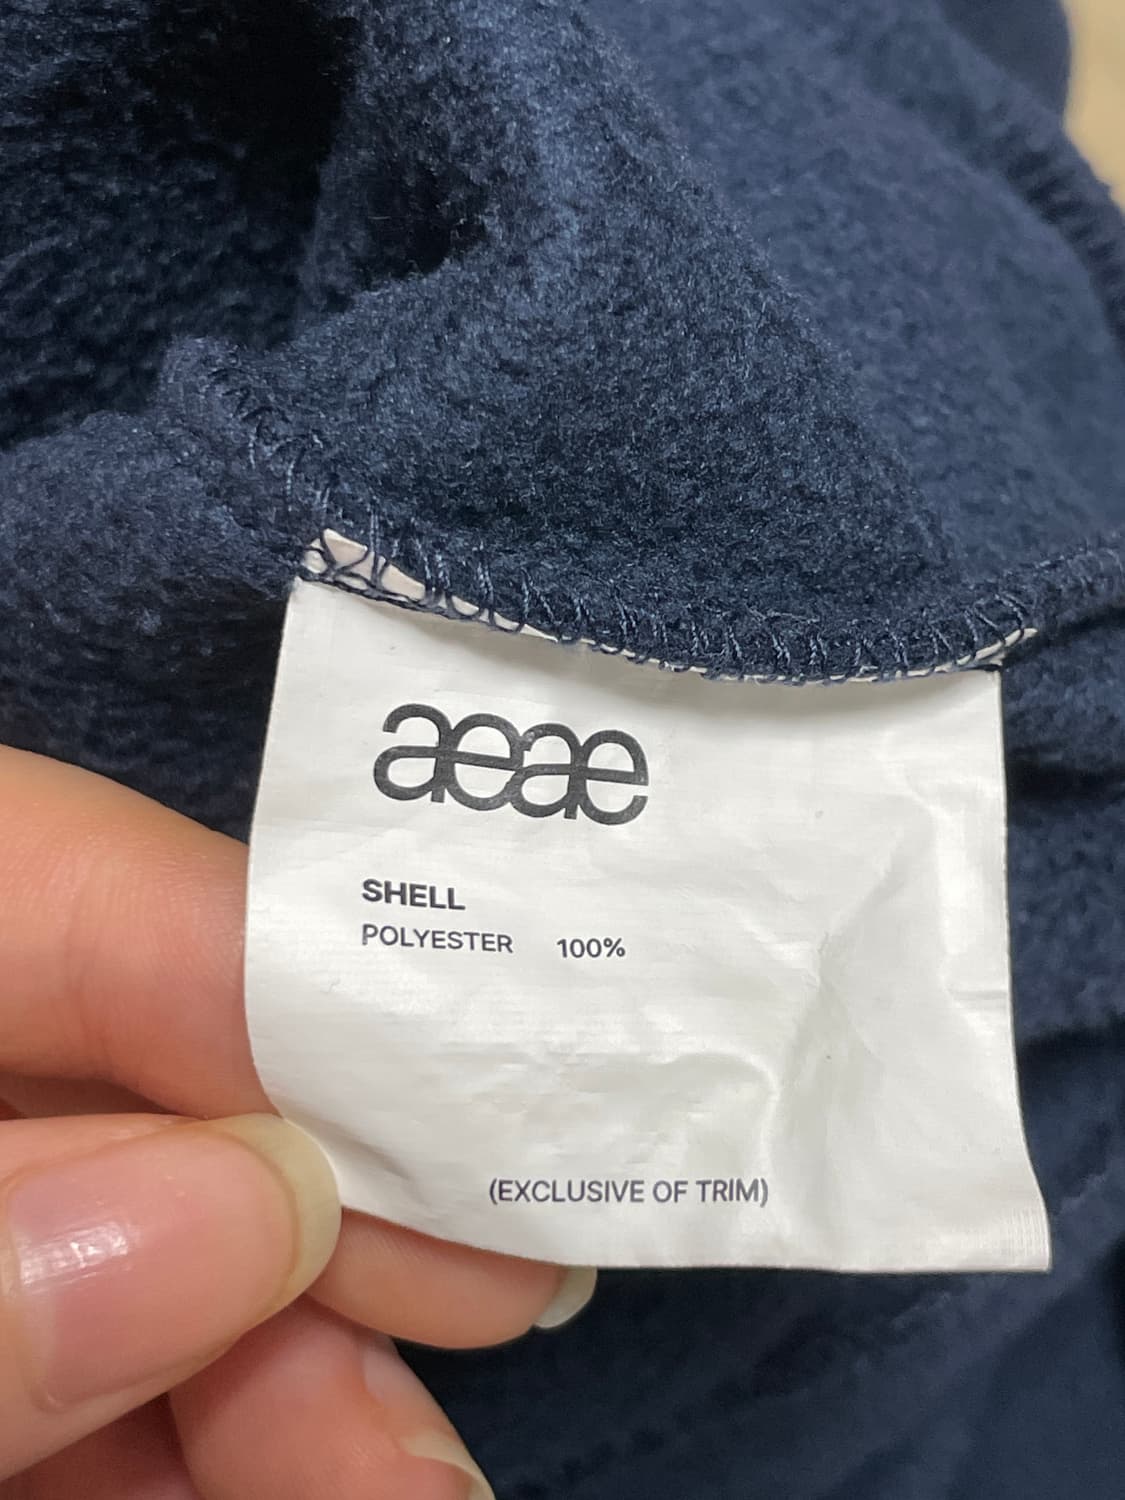 aeae
SHELL
POLYESTER 100%
(EXCLUSIVE OF TRIM)